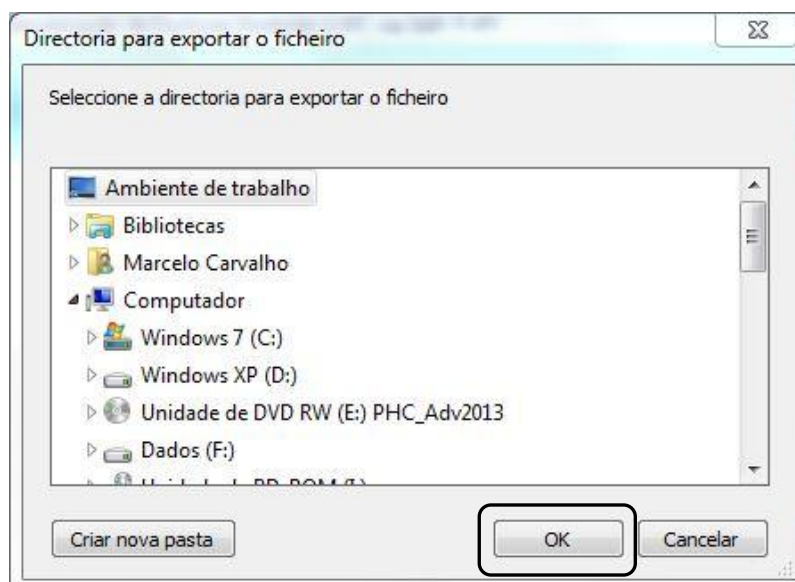 Directoria para exportar o ficheiro
Seleccione a directoria para exportar o ficheiro
Ambiente de trabalho
Bibliotecas
Marcelo Carvalho
Computador
Windows 7 (C:)
Windows XP (D:)
Unidade de DVD RW (E:) PHC_Adv2013
Dados (F:)
Criar nova pasta OK Cancelar